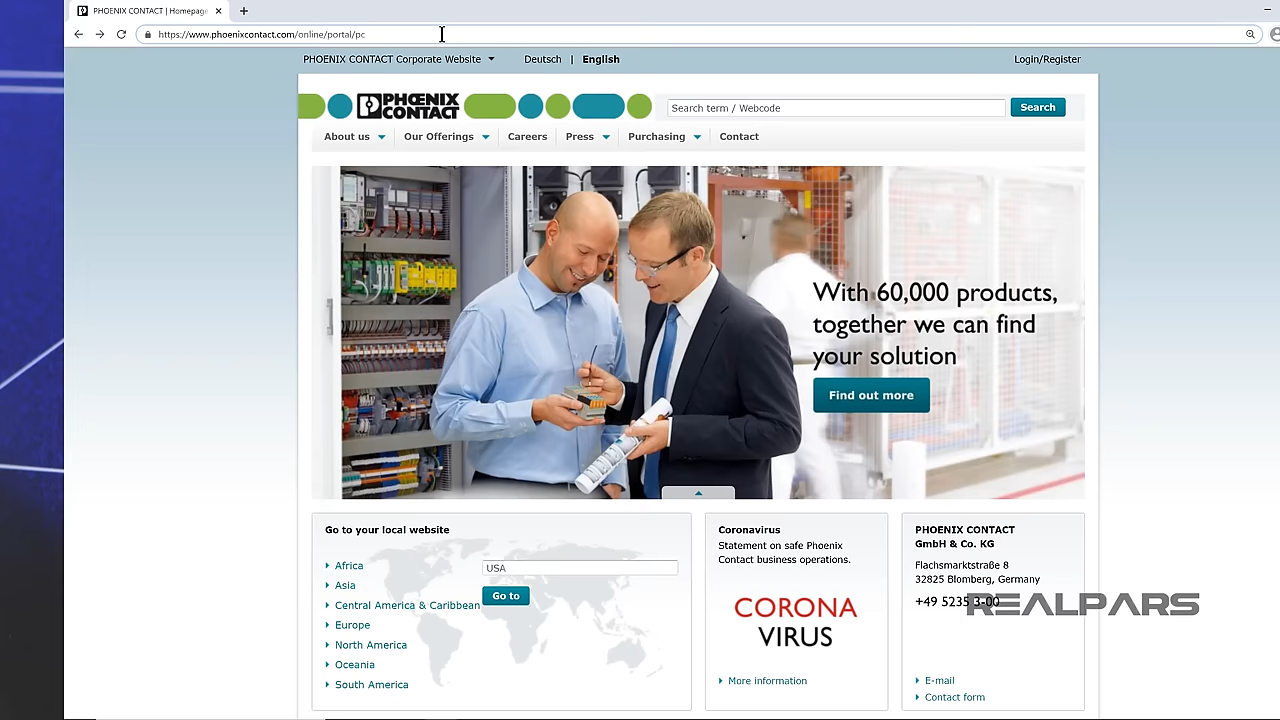 PHOENIX CONTACT | Homepage
https://www.phoenixcontact.com/online/portal/pc
PHOENIX CONTACT Corporate Website
Deutsch | English
Login/Register
PHOENIX CONTACT
Search term / Webcode
Search
About us
Our Offerings
Careers
Press
Purchasing
Contact
With 60,000 products,
together we can find
your solution
Find out more
Go to your local website
Africa
Asia
Central America & Caribbean
Europe
North America
Oceania
South America
USA
Go to
Coronavirus
Statement on safe Phoenix
Contact business operations.
CORONA
VIRUS
More information
PHOENIX CONTACT
GmbH & Co. KG
Flachsmarktstraße 8
32825 Blomberg, Germany
+49 5235 3-00
REALPARS
E-mail
Contact form